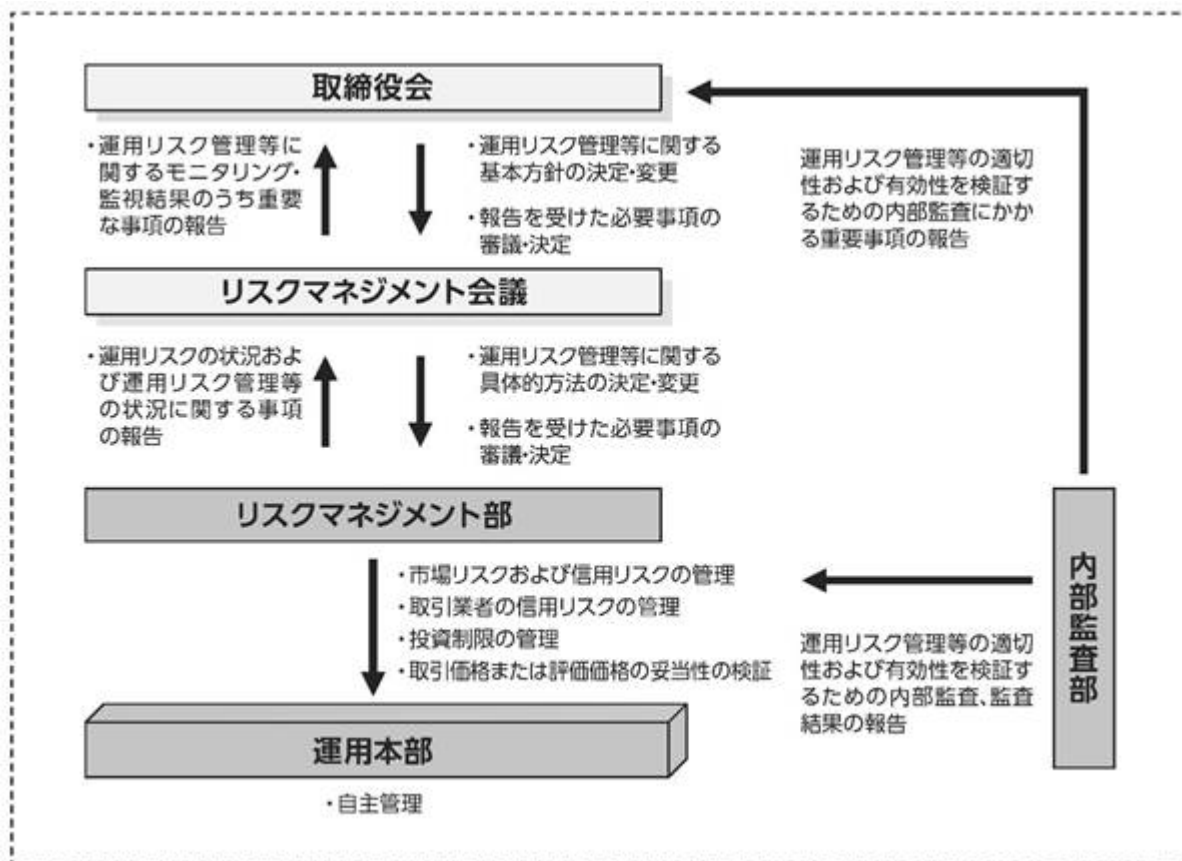 取締役会
・運用リスク管理等に
関するモニタリング・
監視結果のうち重要
な事項の報告
・運用リスク管理等に関する
基本方針の決定・変更
・報告を受けた必要事項の
審議・決定
運用リスク管理等の適切
性および有効性を検証す
るための内部監査にかか
る重要事項の報告
リスクマネジメント会議
・運用リスクの状況およ
び運用リスク管理等
の状況に関する事項
の報告
・運用リスク管理等に関する
具体的方法の決定・変更
・報告を受けた必要事項の
審議・決定
リスクマネジメント部
・市場リスクおよび信用リスクの管理
・取引業者の信用リスクの管理
・投資制限の管理
・取引価格または評価価格の妥当性の検証
運用リスク管理等の適切
性および有効性を検証す
るための内部監査、監査
結果の報告
内部監査部
運用本部
・自主管理